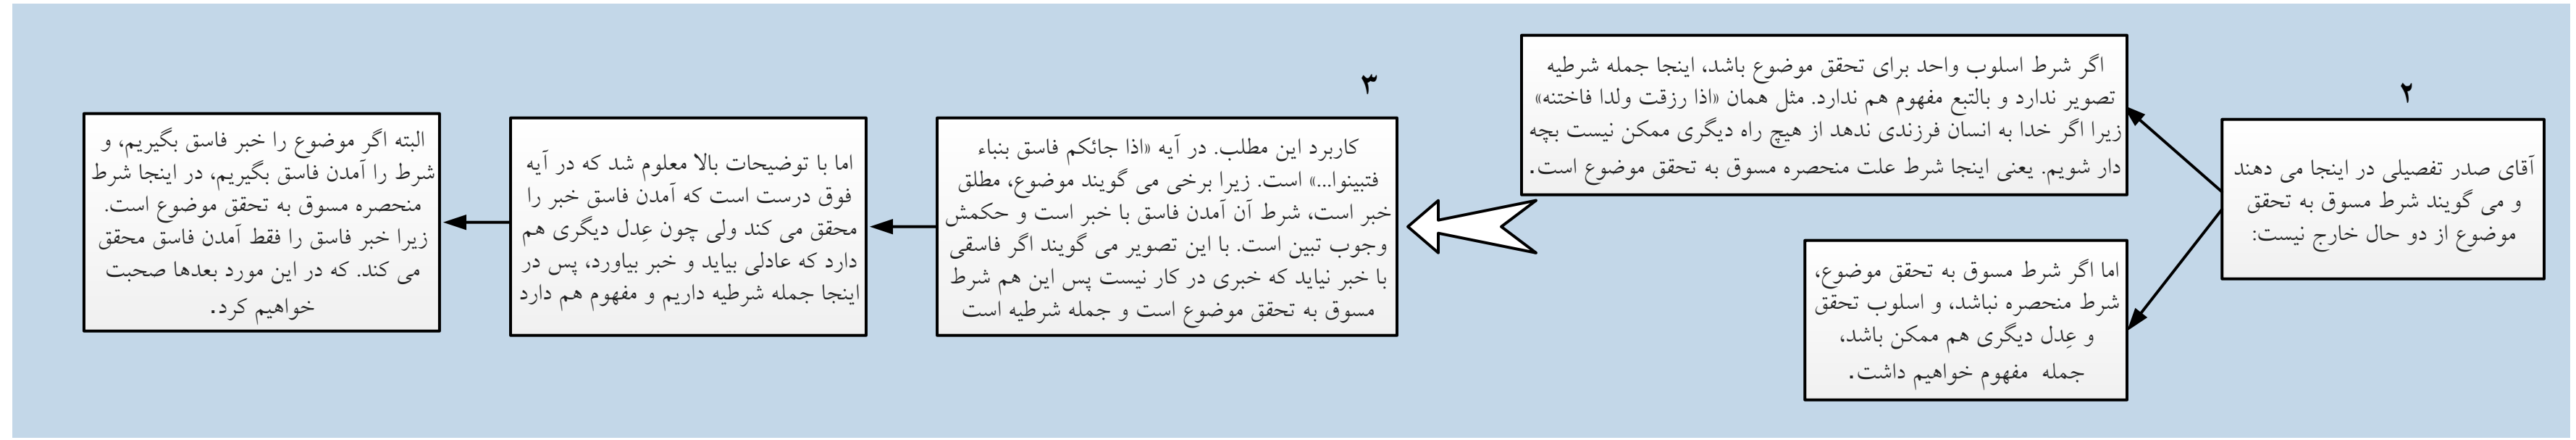 ۲
آقای صدر تفصیلی در اینجا می دهند
و می گویند شرط مسوق به تحقق
موضوع از دو حال خارج نیست:
اگر شرط اسلوب واحد برای تحقق موضوع باشد، اینجا جمله شرطیه
تصویر ندارد و بالتبع مفهوم هم ندارد. مثل همان «اذا رزقت ولدا فاختنه»
زیرا اگر خدا به انسان فرزندی ندهد از هیچ راه دیگری ممکن نیست بچه
دار شویم. یعنی اینجا شرط علت منحصره مسوق به تحقق موضوع است.
اما اگر شرط مسوق به تحقق موضوع،
شرط منحصره نباشد، و اسلوب تحقق
و عِدل دیگری هم ممکن باشد،
جمله مفهوم خواهیم داشت.
۳
کاربرد این مطلب. در آیه «اذا جائکم فاسق بنباء
فتبینوا...» است. زیرا برخی می گویند موضوع، مطلق
خبر است، شرط آن آمدن فاسق با خبر است و حکمش
وجوب تبین است. با این تصویر می گویند اگر فاسقی
با خبر نیاید که خبری در کار نیست پس این هم شرط
مسوق به تحقق موضوع است و جمله شرطیه است
اما با توضیحات بالا معلوم شد که در آیه
فوق درست است که آمدن فاسق خبر را
محقق می کند ولی چون عِدل دیگری هم
دارد که عادلی بیاید و خبر بیاورد، پس در
اینجا جمله شرطیه داریم و مفهوم هم دارد
البته اگر موضوع را خبر فاسق بگیریم، و
شرط را آمدن فاسق بگیریم، در اینجا شرط
منحصره مسوق به تحقق موضوع است.
زیرا خبر فاسق را فقط آمدن فاسق محقق
می کند. که در این مورد بعدها صحبت
خواهیم کرد.